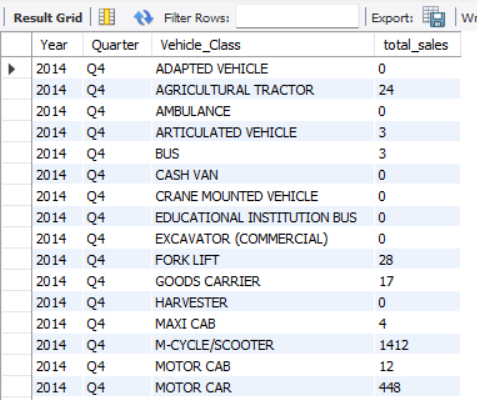 Result Grid Filter Rows: Export:
Year Quarter Vehicle_Class total_sales
2014 Q4 ADAPTED VEHICLE 0
2014 Q4 AGRICULTURAL TRACTOR 24
2014 Q4 AMBULANCE 0
2014 Q4 ARTICULATED VEHICLE 3
2014 Q4 BUS 3
2014 Q4 CASH VAN 0
2014 Q4 CRANE MOUNTED VEHICLE 0
2014 Q4 EDUCATIONAL INSTITUTION BUS 0
2014 Q4 EXCAVATOR (COMMERCIAL) 0
2014 Q4 FORK LIFT 28
2014 Q4 GOODS CARRIER 17
2014 Q4 HARVESTER 0
2014 Q4 MAXI CAB 4
2014 Q4 M-CYCLE/SCOOTER 1412
2014 Q4 MOTOR CAB 12
2014 Q4 MOTOR CAR 448